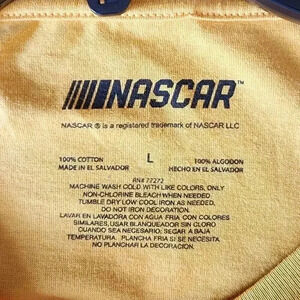 NASCAR™
NASCAR ® is a registered trademark of NASCAR LLC
100% COTTON L 100% ALGODON
MADE IN EL SALVADOR HECHO EN EL SALVADOR
RN# 77272
MACHINE WASH COLD WITH LIKE COLORS, ONLY
NON-CHLORINE BLEACH WHEN NEEDED.
TUMBLE DRY LOW COOL IRON AS NEEDED.
DO NOT IRON DECORATION.
LAVAR EN LAVADORA CON AGUA FRIA CON COLORES
SIMILARES, USAR BLANQUEADOR SIN CLORO
CUANDO SEA NECESARIO; SECAR A BAJA
TEMPERATURA. PLANCHA FRIA SI SE NECESITA
NO PLANCHAR LA DECORACION.